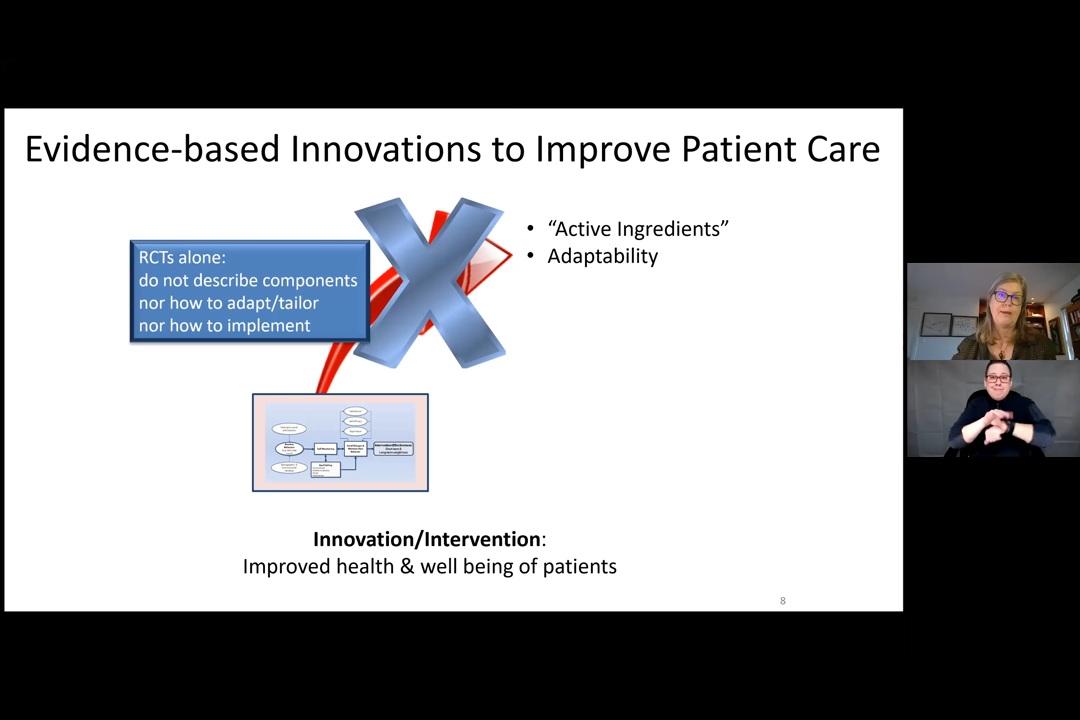 Evidence-based Innovations to Improve Patient Care
RCTs alone:
do not describe components
nor how to adapt/tailor
nor how to implement
• “Active Ingredients”
• Adaptability
Innovation/Intervention:
Improved health & well being of patients
8